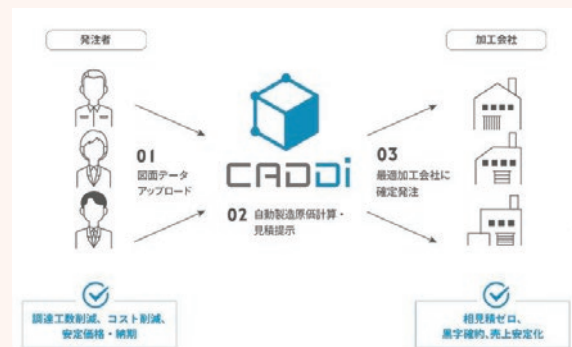 発注者
加工会社
01
図面データ
アップロード
CADDi
02 自動製造原価計算・
見積提示
03
最適加工会社に
確定発注
調達工数削減、コスト削減、
安定価格・納期
相見積ゼロ、
黒字確約、売上安定化